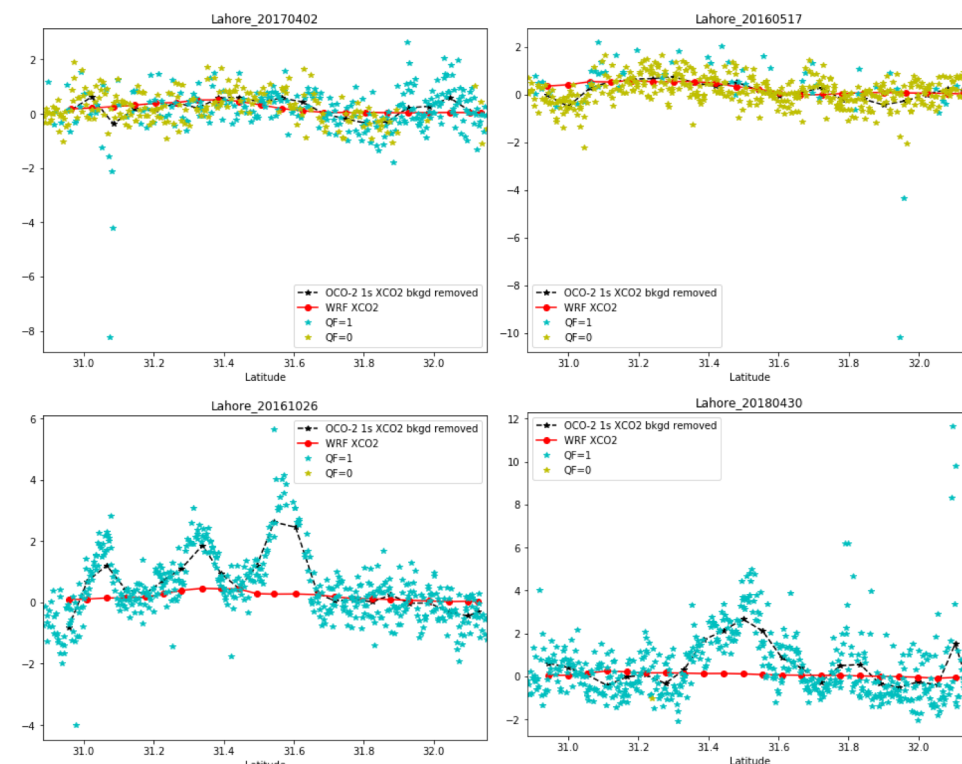 Lahore_20170402
2
0
−2
−4
−6
−8
OCO-2 1s XCO2 bkgd removed
WRF XCO2
QF=1
QF=0
31.0 31.2 31.4 31.6 31.8 32.0
Latitude
Lahore_20160517
2
0
−2
−4
−6
−8
−10
OCO-2 1s XCO2 bkgd removed
WRF XCO2
QF=1
QF=0
31.0 31.2 31.4 31.6 31.8 32.0
Latitude
Lahore_20161026
6
4
2
0
−2
−4
OCO-2 1s XCO2 bkgd removed
WRF XCO2
QF=1
QF=0
31.0 31.2 31.4 31.6 31.8 32.0
Latitude
Lahore_20180430
12
10
8
6
4
2
0
−2
OCO-2 1s XCO2 bkgd removed
WRF XCO2
QF=1
QF=0
31.0 31.2 31.4 31.6 31.8 32.0
Latitude